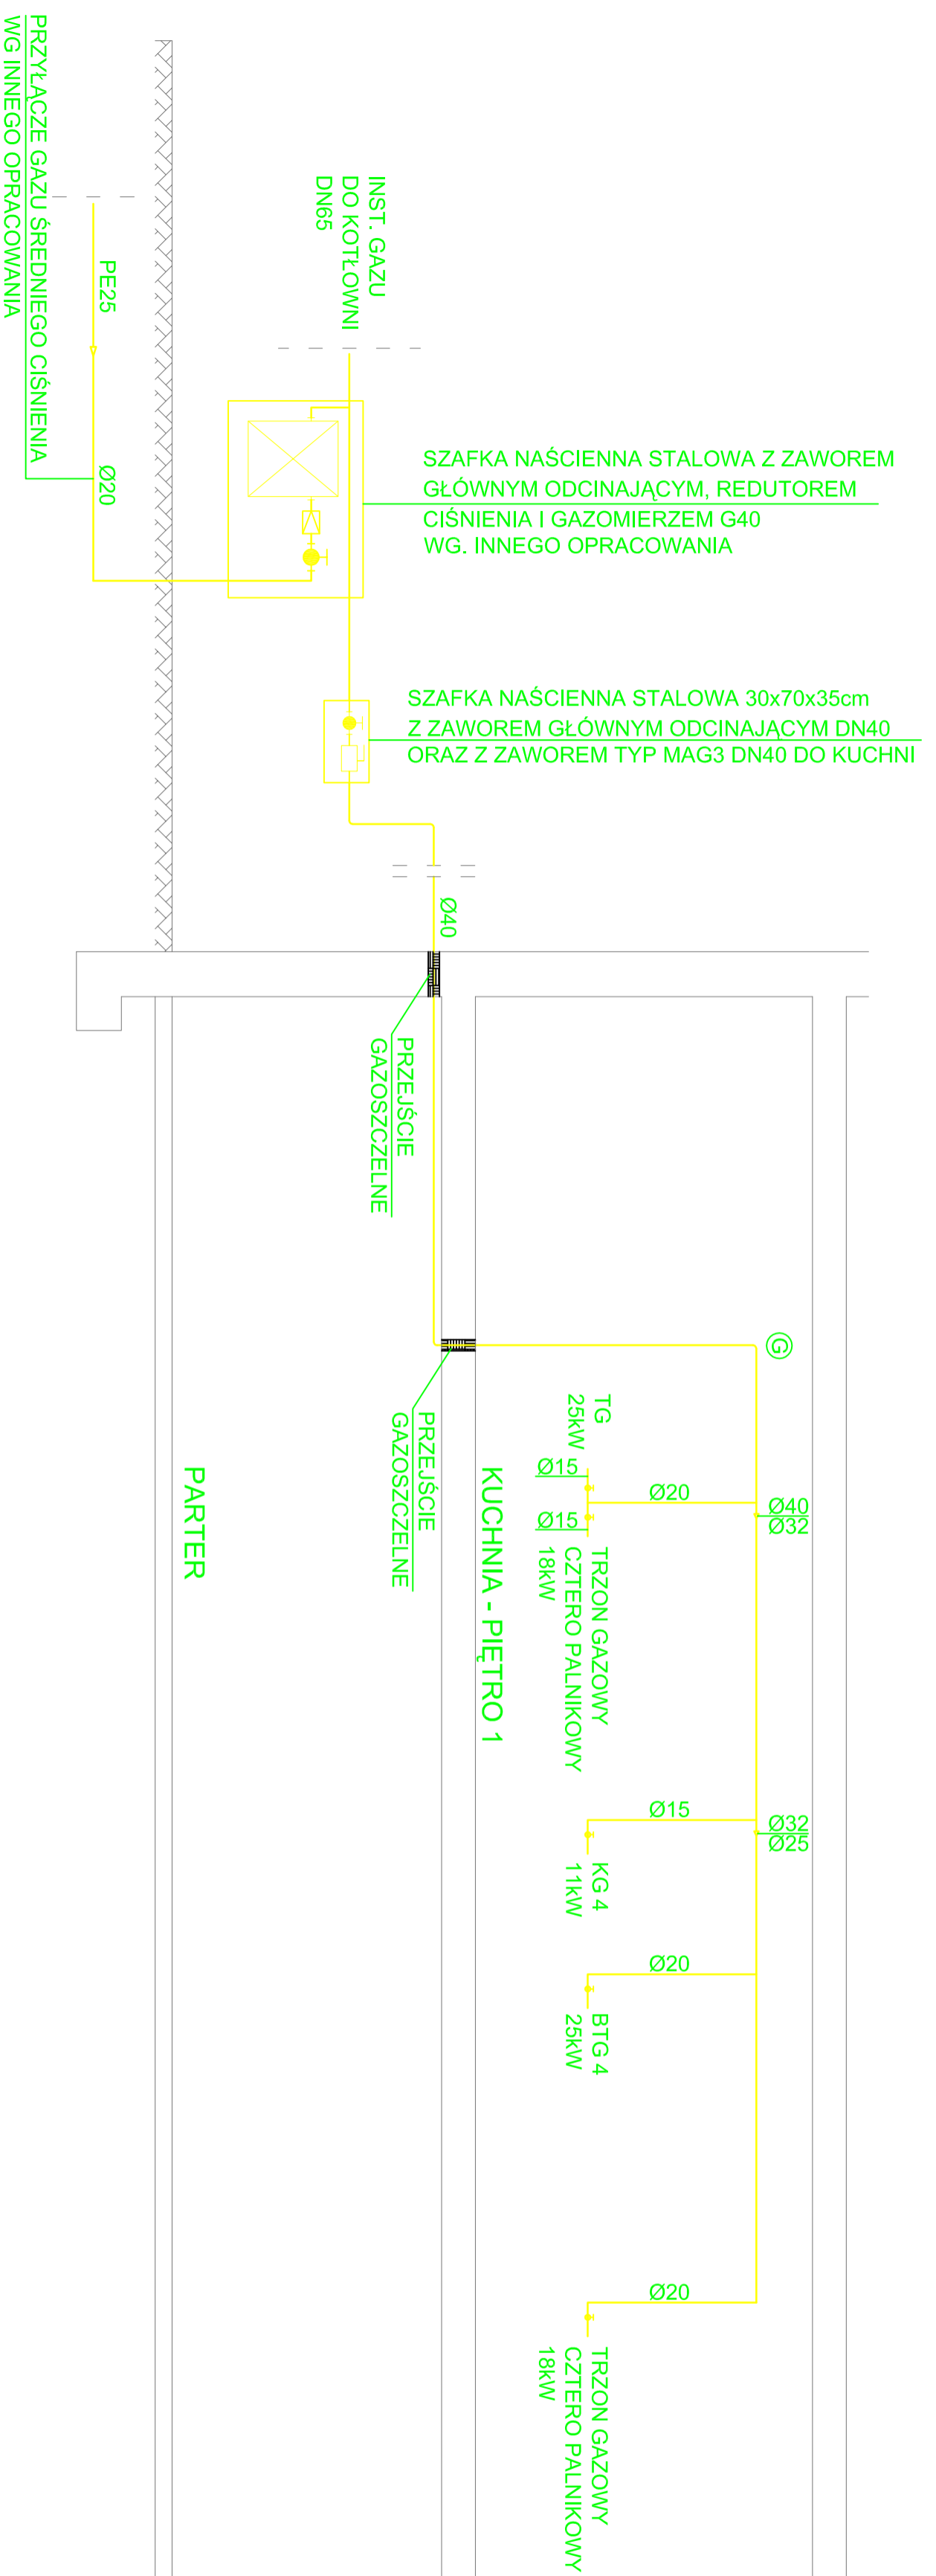 PRZYŁĄCZE GAZU ŚREDNIEGO CIŚNIENIA
WG INNEGO OPRACOWANIA
PE25
Ø20
INST. GAZU
DO KOTŁOWNI
DN65
SZAFKA NAŚCIENNA STALOWA Z ZAWOREM
GŁÓWNYM ODCINAJĄCYM, REDUTOREM
CIŚNIENIA I GAZOMIERZEM G40
WG. INNEGO OPRACOWANIA
SZAFKA NAŚCIENNA STALOWA 30x70x35cm
Z ZAWOREM GŁÓWNYM ODCINAJĄCYM DN40
ORAZ Z ZAWOREM TYP MAG3 DN40 DO KUCHNI
Ø40
PRZEJŚCIE
GAZOSZCZELNE
G
PRZEJŚCIE
GAZOSZCZELNE
TG
25kW
Ø15
Ø15
Ø20
Ø40
Ø32
TRZON GAZOWY
CZTERO PALNIKOWY
18kW
KUCHNIA - PIĘTRO 1
PARTER
Ø15
Ø32
Ø25
KG 4
11kW
Ø20
BTG 4
25kW
Ø20
TRZON GAZOWY
CZTERO PALNIKOWY
18kW